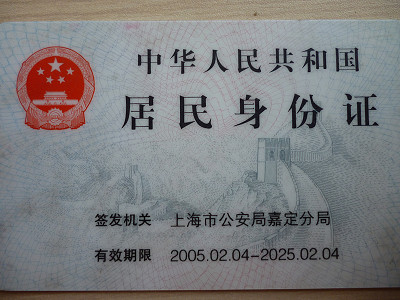 中华人民共和国
居民身份证
签发机关 上海市公安局嘉定分局
有效期限 2005.02.04-2025.02.04